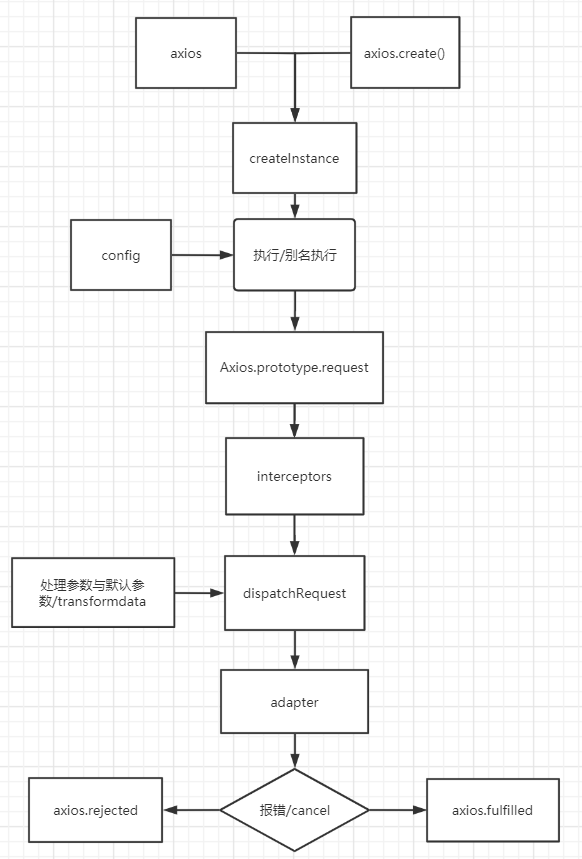 axios
axios.create()
createInstance
config
执行/别名执行
Axios.prototype.request
interceptors
处理参数与默认参
数/transformdata
dispatchRequest
adapter
报错/cancel
axios.rejected
axios.fulfilled